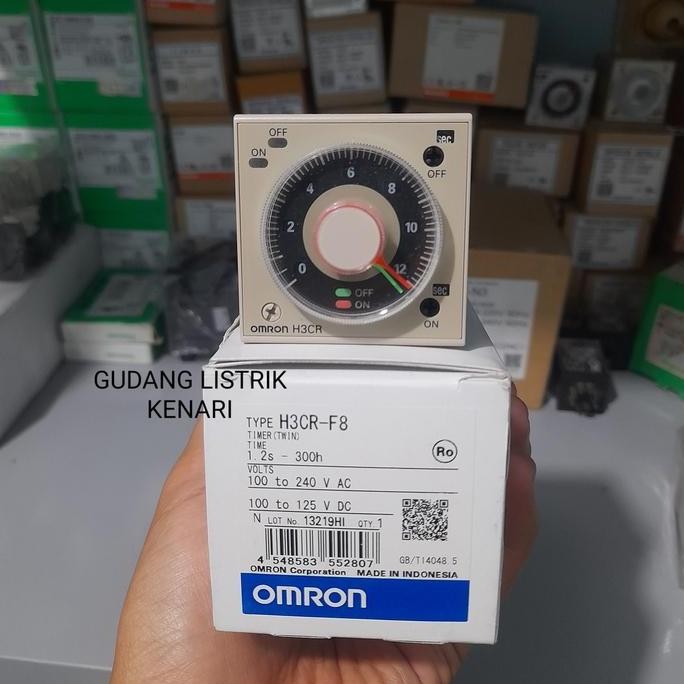 OFF
ON
sec
OFF
0
2
4
6
8
10
12
OFF
ON
sec
ON
OMRON H3CR
GUDANG LISTRIK
KENARI
TYPE H3CR-F8
TIMER(TWIN)
TIME
1.2s - 300h
Ro
VOLTS
100 to 240 V AC
100 to 125 V DC
N LOT No. 13219HI QTY.1
4 548583 552807
GB/T14048.5
OMRON Corporation MADE IN INDONESIA
OMRON